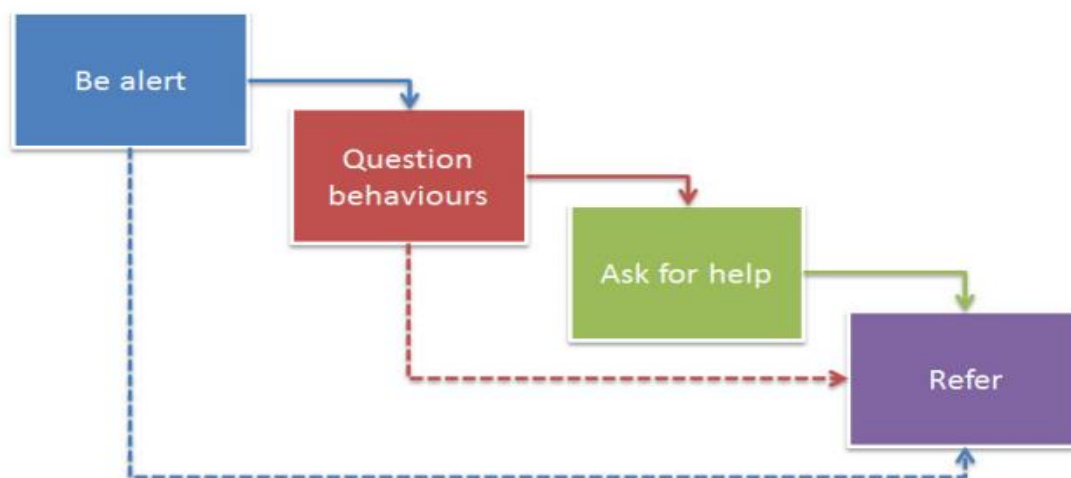 Be alert
Question
behaviours
Ask for help
Refer